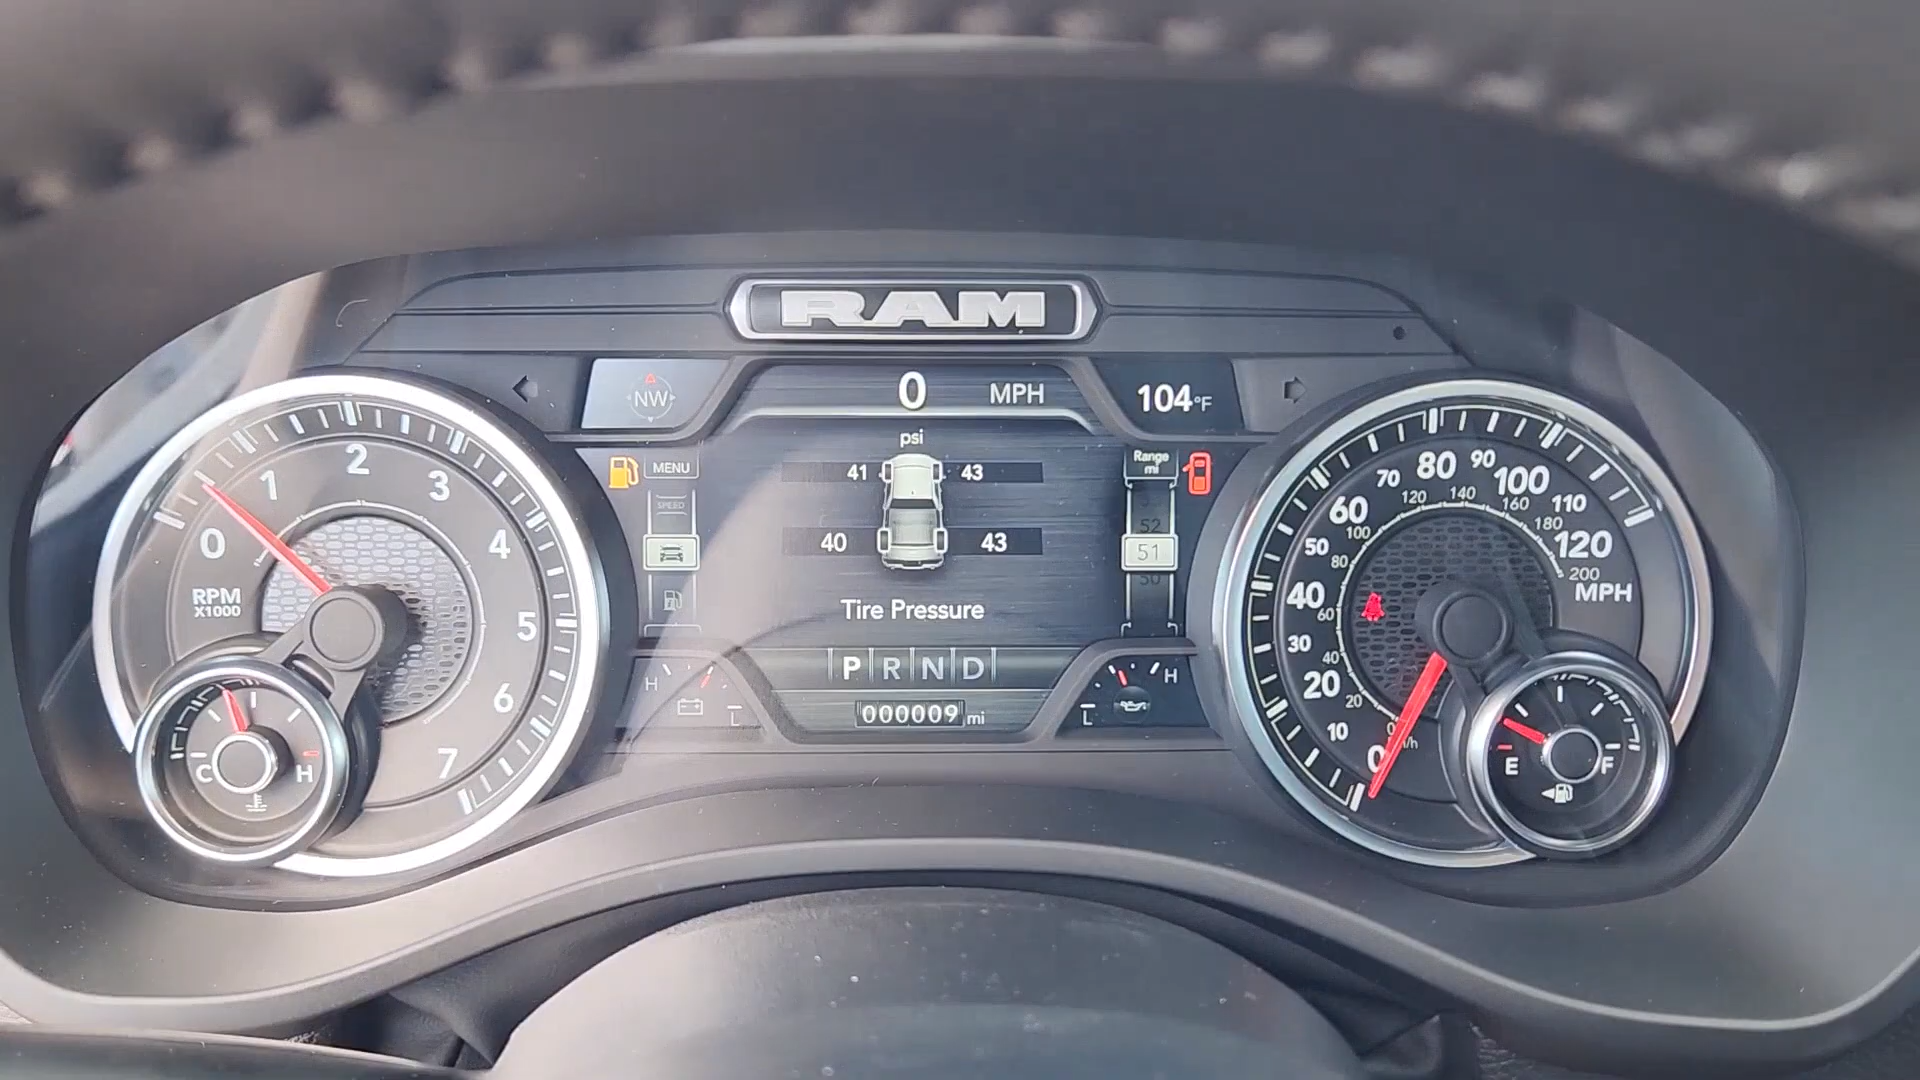 RAM
NW
0 MPH
104°F
psi
41 43
40 43
Tire Pressure
MENU
SPEED
Range
mi
52
51
50
P R N D
000009 mi
H
L
H
L
0
1
2
3
4
5
6
7
RPM
X1000
C H
0
10
20
30
40
50
60
70
80
90
100
110
120
MPH
20
40
60
80
100
120
140
160
180
200
E F